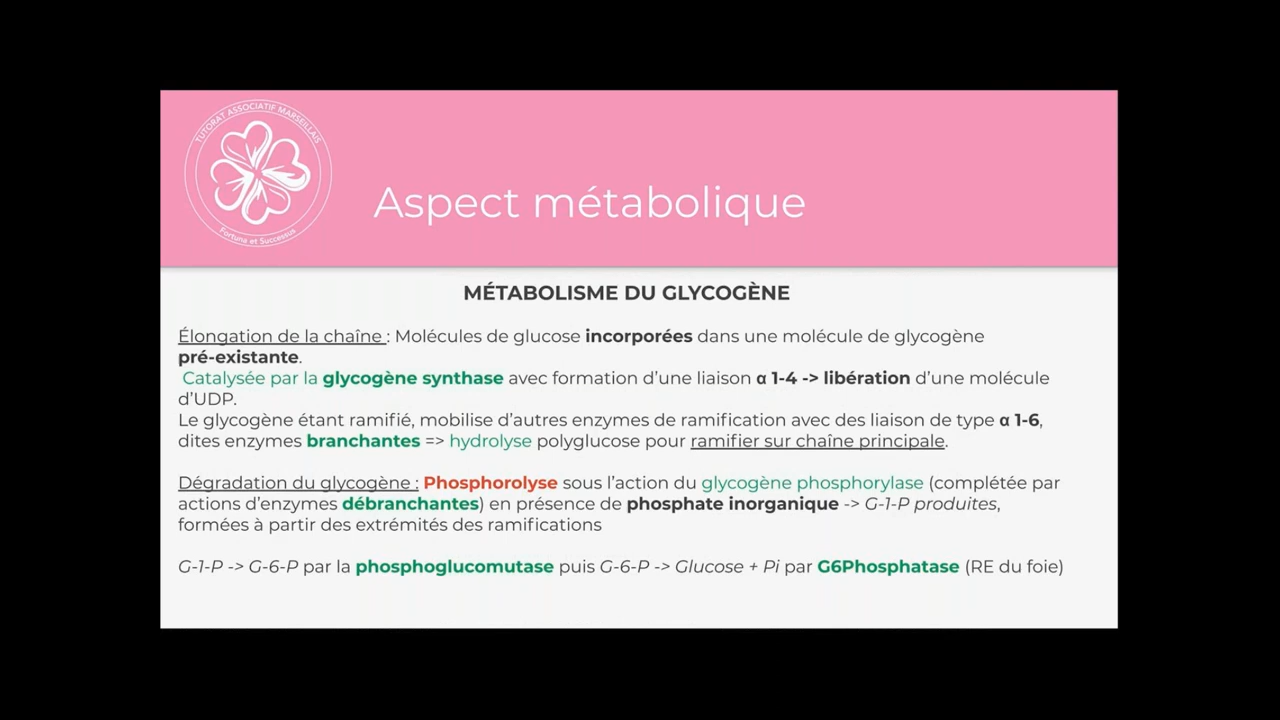 TUTORAT ASSOCIATIF MARSEILLAIS
Fortuna et Successus
Aspect métabolique
MÉTABOLISME DU GLYCOGÈNE
Élongation de la chaîne : Molécules de glucose incorporées dans une molécule de glycogène
pré-existante.
Catalysée par la glycogène synthase avec formation d’une liaison α 1-4 -> libération d’une molécule
d’UDP.
Le glycogène étant ramifié, mobilise d’autres enzymes de ramification avec des liaison de type α 1-6,
dites enzymes branchantes => hydrolyse polyglucose pour ramifier sur chaîne principale.
Dégradation du glycogène : Phosphorolyse sous l’action du glycogène phosphorylase (complétée par
actions d’enzymes débranchantes) en présence de phosphate inorganique -> G-1-P produites,
formées à partir des extrémités des ramifications
G-1-P -> G-6-P par la phosphoglucomutase puis G-6-P -> Glucose + Pi par G6Phosphatase (RE du foie)